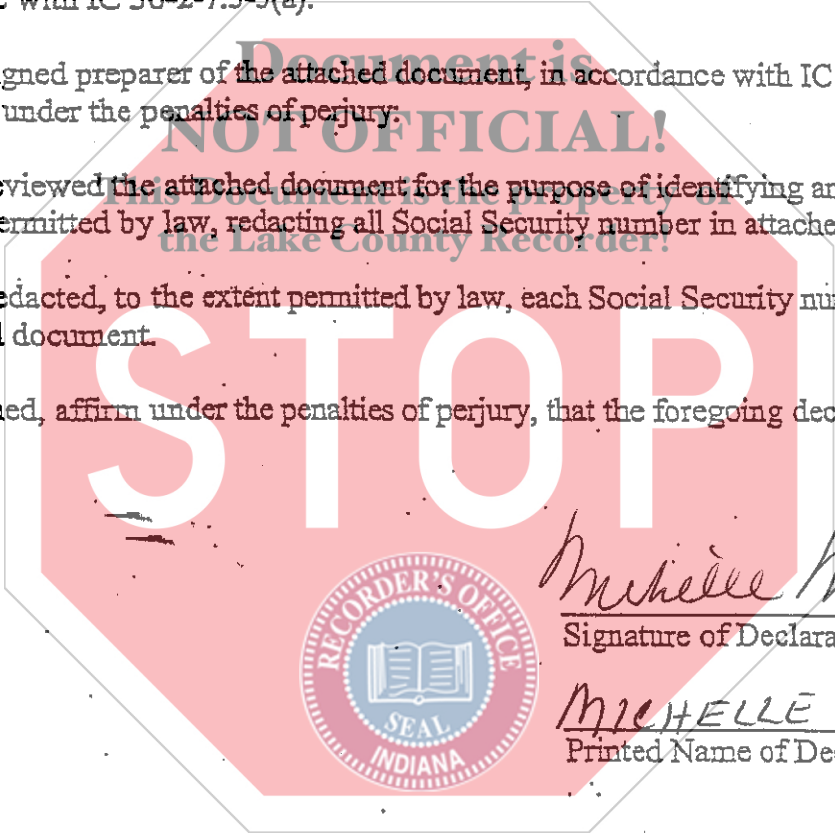 with IC 36-2-7.5-5(a).
Document is
gned preparer of the attached document, in accordance with IC
under the penalties of perjury:
NOT OFFICIAL!
This Document is the property of
viewed the attached document for the purpose of identifying an
ermitted by law, redacting all Social Security number in attache
the Lake County Recorder!
edacted, to the extent permitted by law, each Social Security nu
document.
STOP
ned, affirm under the penalties of perjury, that the foregoing dec
RECORDER'S OFFICE
SEAL
INDIANA
Michelle
Signature of Declara
MICHELLE
Printed Name of De